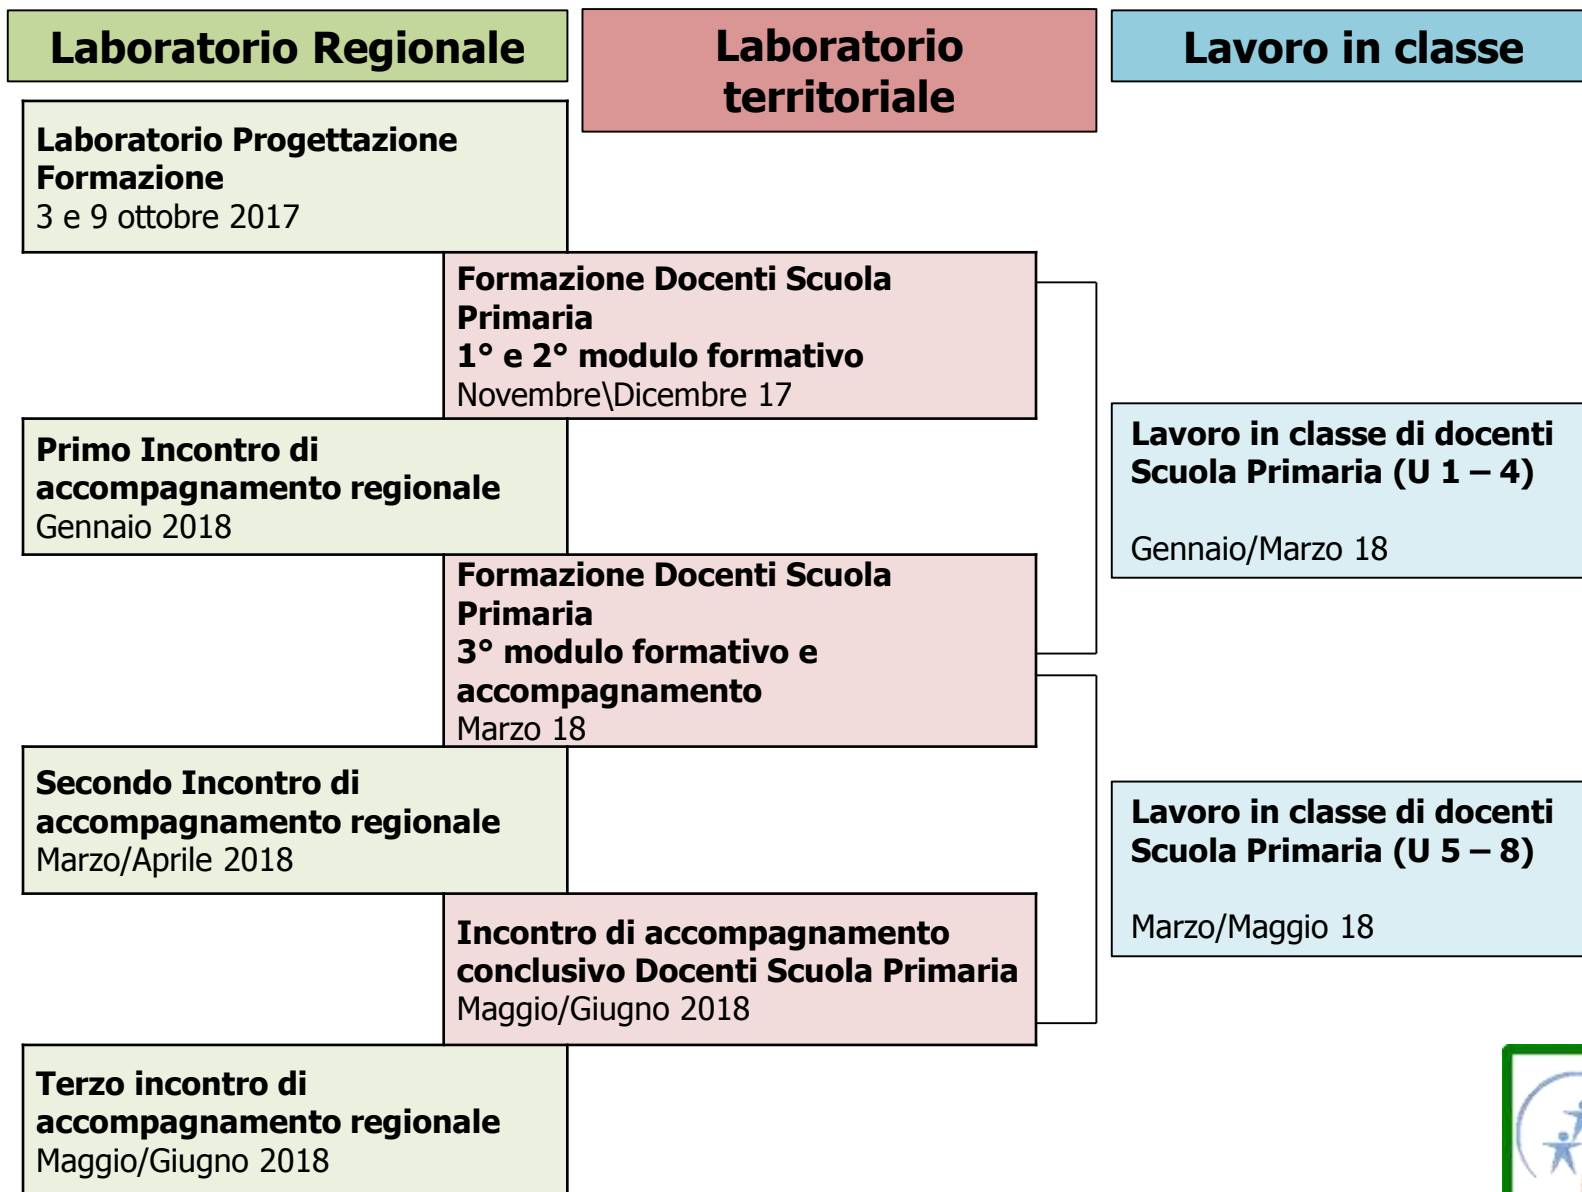 Laboratorio Regionale
Laboratorio
territoriale
Lavoro in classe
Laboratorio Progettazione
Formazione
3 e 9 ottobre 2017
Formazione Docenti Scuola
Primaria
1° e 2° modulo formativo
Novembre\Dicembre 17
Primo Incontro di
accompagnamento regionale
Gennaio 2018
Lavoro in classe di docenti
Scuola Primaria (U 1 – 4)
Gennaio/Marzo 18
Formazione Docenti Scuola
Primaria
3° modulo formativo e
accompagnamento
Marzo 18
Secondo Incontro di
accompagnamento regionale
Marzo/Aprile 2018
Lavoro in classe di docenti
Scuola Primaria (U 5 – 8)
Marzo/Maggio 18
Incontro di accompagnamento
conclusivo Docenti Scuola Primaria
Maggio/Giugno 2018
Terzo incontro di
accompagnamento regionale
Maggio/Giugno 2018